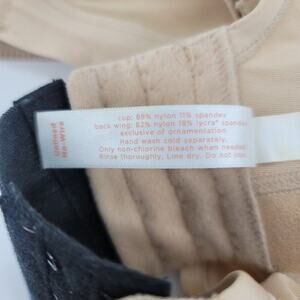 cup: 89% nylon 11% spandex
back wing: 82% nylon 18% lycra® spandex
exclusive of ornamentation
Hand wash cold separately.
Only non-chlorine bleach when needed
Rinse thoroughly. Line dry. Do not iron.